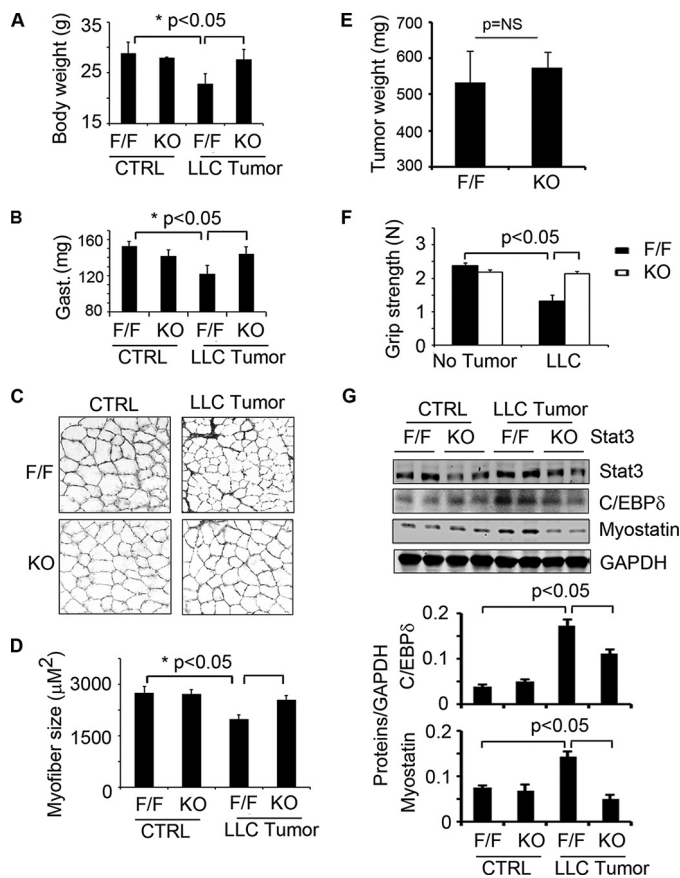 A
* p<0.05
Body weight (g)
35
25
15
F/F KO F/F KO
CTRL LLC Tumor
B
* p<0.05
Gast. (mg)
160
120
80
F/F KO F/F KO
CTRL LLC Tumor
C
CTRL LLC Tumor
F/F
KO
D
* p<0.05
Myofiber size (μM2)
3000
1500
0
F/F KO F/F KO
CTRL LLC Tumor
E
p=NS
Tumor weight (mg)
700
600
500
400
300
F/F KO
F
p<0.05
Grip strength (N)
3
2
1
0
No Tumor LLC
F/F
KO
G
CTRL LLC Tumor
F/F KO F/F KO Stat3
Stat3
C/EBPδ
Myostatin
GAPDH
p<0.05
Proteins/GAPDH
C/EBPδ
0.2
0.1
0
p<0.05
Myostatin
0.2
0.1
0
F/F KO F/F KO
CTRL LLC Tumor